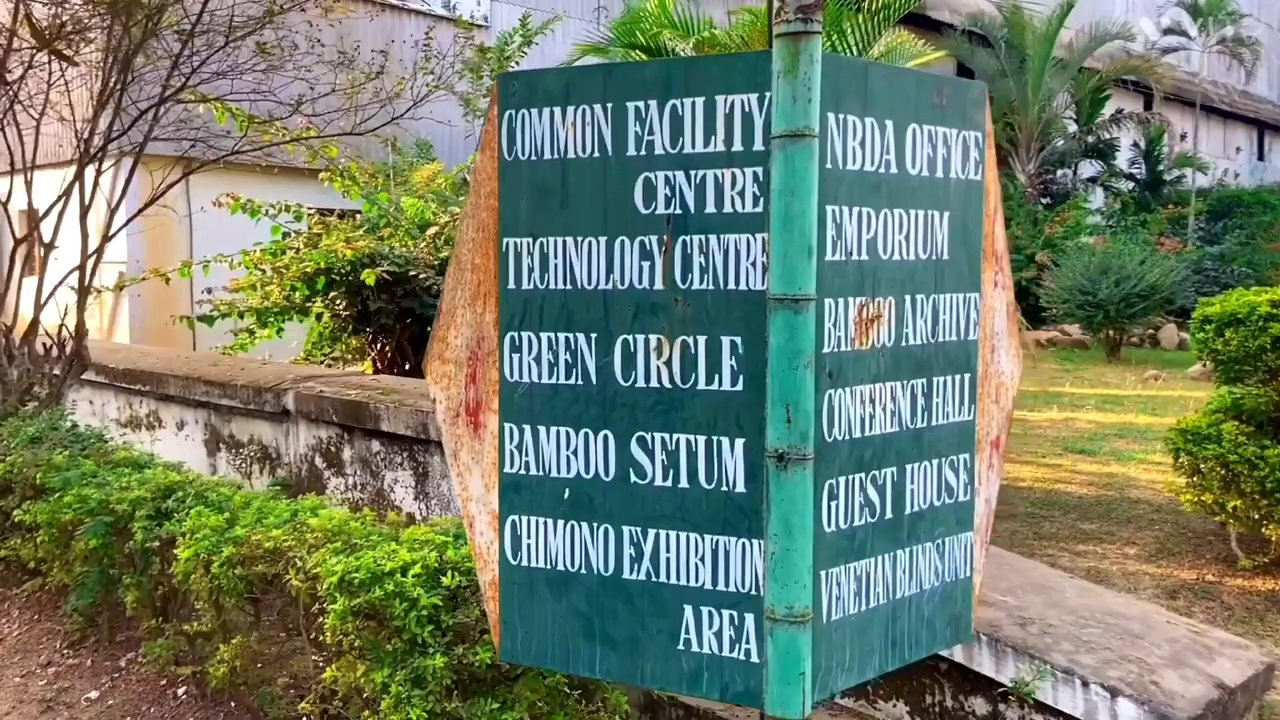 COMMON FACILITY
CENTRE
TECHNOLOGY CENTRE
GREEN CIRCLE
BAMBOO SETUM
CHIMONO EXHIBITION
AREA
NBDA OFFICE
EMPORIUM
BAMBOO ARCHIVE
CONFERENCE HALL
GUEST HOUSE
VENETIAN BLINDS UNIT